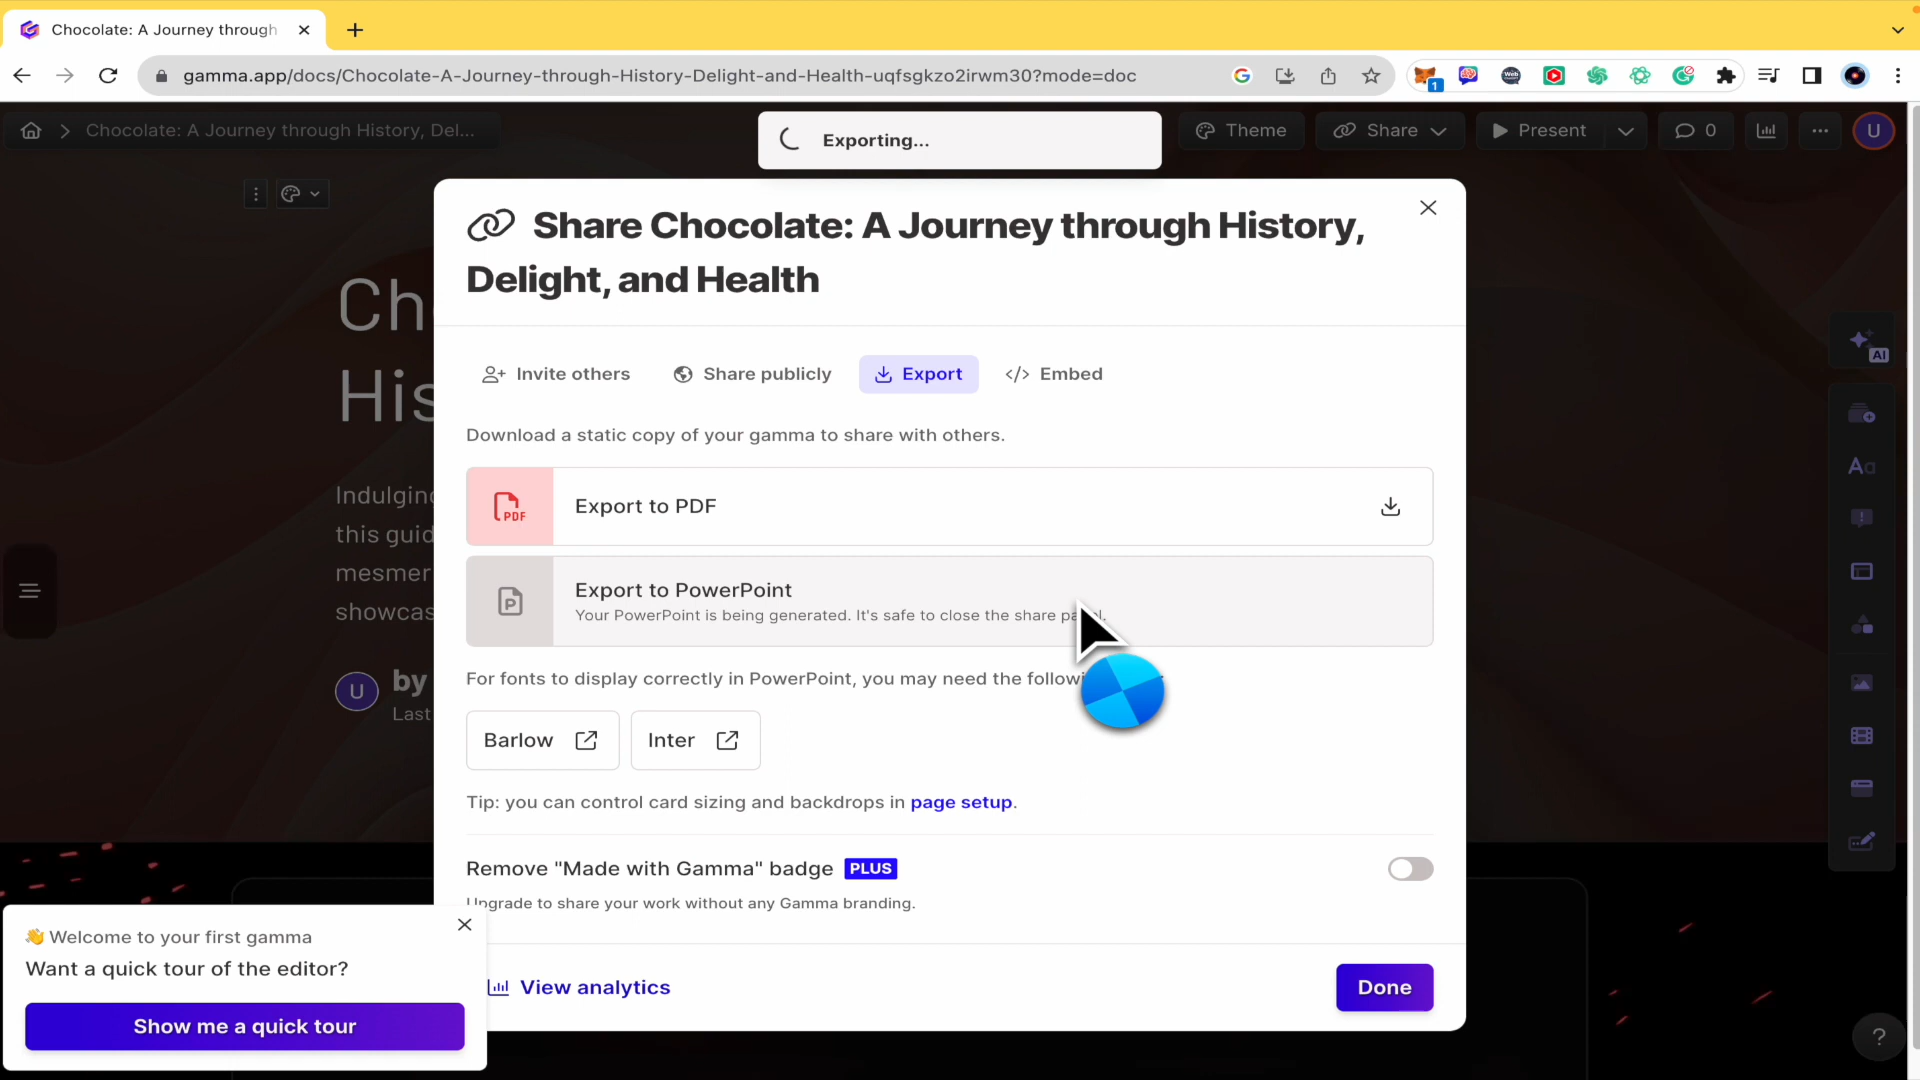 Chocolate: A Journey through
gamma.app/docs/Chocolate-A-Journey-through-History-Delight-and-Health-uqfsgkzo2irwm30?mode=doc
1
Chocolate: A Journey through History, Del...
Exporting...
Theme
Share
Present
0
U
Share Chocolate: A Journey through History,
Delight, and Health
Invite others
Share publicly
Export
Embed
Download a static copy of your gamma to share with others.
PDF
Export to PDF
P
Export to PowerPoint
Your PowerPoint is being generated. It's safe to close the share
For fonts to display correctly in PowerPoint, you may need the
Barlow
Inter
Tip: you can control card sizing and backdrops in page setup.
Remove "Made with Gamma" badge PLUS
Upgrade to share your work without any Gamma branding.
View analytics
Done
Ch
His
Indulging
this guid
mesmer
showcas
U
by
Last
AI
Aa
👋 Welcome to your first gamma
Want a quick tour of the editor?
Show me a quick tour
?